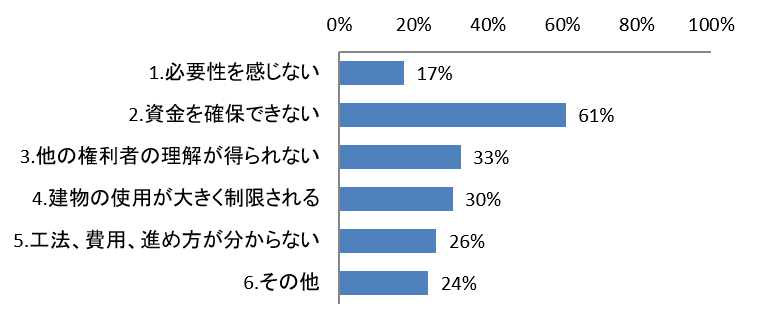 0% 20% 40% 60% 80% 100%
1.必要性を感じない 17%
2.資金を確保できない 61%
3.他の権利者の理解が得られない 33%
4.建物の使用が大きく制限される 30%
5.工法、費用、進め方が分からない 26%
6.その他 24%